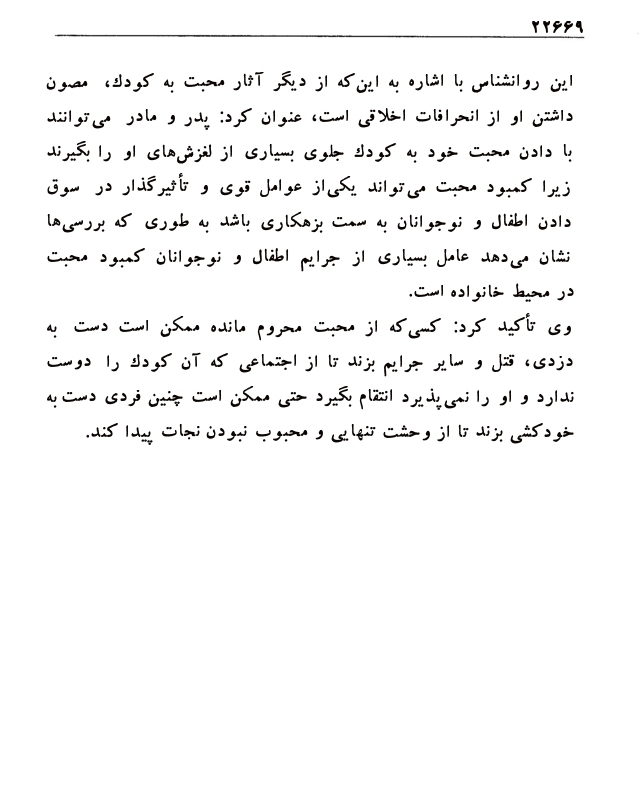 ۲۲۶۶۹
این روانشناس با اشاره به این‌که از دیگر آثار محبت به کودك، مصون
داشتن او از انحرافات اخلاقی است، عنوان کرد: پدر و مادر می‌توانند
با دادن محبت خود به کودك جلوی بسیاری از لغزش‌های او را بگیرند
زیرا کمبود محبت می‌تواند یکی‌از عوامل قوی و تأثیرگذار در سوق
دادن اطفال و نوجوانان به سمت بزهکاری باشد به طوری که بررسی‌ها
نشان می‌دهد عامل بسیاری از جرایم اطفال و نوجوانان کمبود محبت
در محیط خانواده است.
وی تأکید کرد: کسی‌که از محبت محروم مانده ممکن است دست به
دزدی، قتل و سایر جرایم بزند تا از اجتماعی که آن کودك را دوست
ندارد و او را نمی‌پذیرد انتقام بگیرد حتی ممکن است چنین فردی دست به
خودکشی بزند تا از وحشت تنهایی و محبوب نبودن نجات پیدا کند.